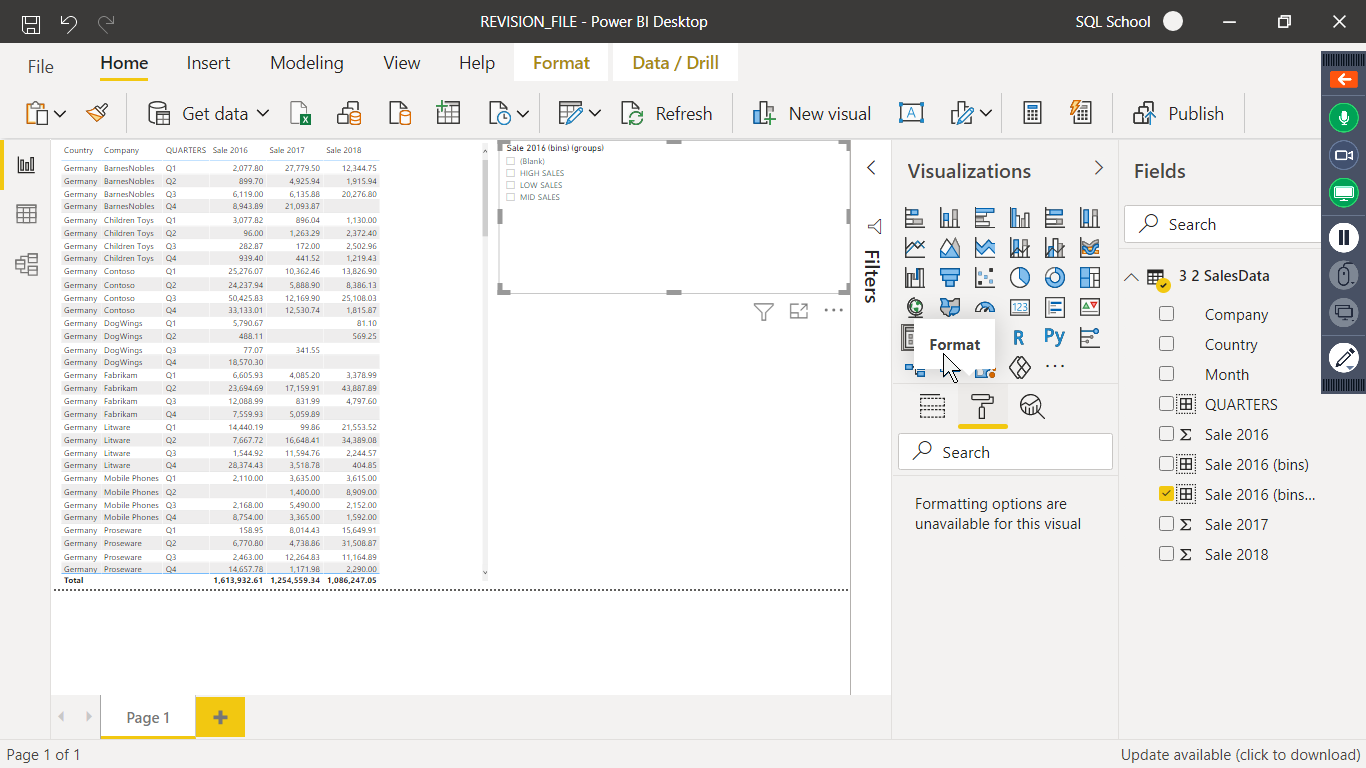 REVISION_FILE - Power BI Desktop
SQL School
File Home Insert Modeling View Help Format Data / Drill
Get data Refresh New visual Publish
Country Company QUARTERS Sale 2016 Sale 2017 Sale 2018
Germany BarnesNobles Q1 2,077.80 27,779.50 12,344.75
Germany BarnesNobles Q2 899.70 4,925.94 1,915.94
Germany BarnesNobles Q3 6,119.00 6,135.88 20,276.80
Germany BarnesNobles Q4 8,943.89 21,093.87
Germany Children Toys Q1 3,077.82 896.04 1,130.00
Germany Children Toys Q2 96.00 1,263.29 2,372.40
Germany Children Toys Q3 282.87 172.00 2,502.96
Germany Children Toys Q4 939.40 441.52 1,219.43
Germany Contoso Q1 25,276.07 10,362.46 13,826.90
Germany Contoso Q2 24,237.94 5,888.90 8,386.13
Germany Contoso Q3 50,425.83 12,169.90 25,108.03
Germany Contoso Q4 33,133.01 12,530.74 1,815.87
Germany DogWings Q1 5,790.67 81.10
Germany DogWings Q2 488.11 569.25
Germany DogWings Q3 77.07 341.55
Germany DogWings Q4 18,570.30
Germany Fabrikam Q1 6,605.93 4,085.20 3,378.99
Germany Fabrikam Q2 23,694.69 17,159.91 43,887.89
Germany Fabrikam Q3 12,088.99 831.99 4,797.60
Germany Fabrikam Q4 7,559.93 5,059.89
Germany Litware Q1 14,440.19 99.86 21,553.52
Germany Litware Q2 7,667.72 16,648.41 34,389.08
Germany Litware Q3 1,544.92 11,594.76 2,244.57
Germany Litware Q4 28,374.43 3,518.78 404.85
Germany Mobile Phones Q1 2,110.00 3,635.00 3,615.00
Germany Mobile Phones Q2 1,400.00 8,909.00
Germany Mobile Phones Q3 2,168.00 5,490.00 2,152.00
Germany Mobile Phones Q4 8,754.00 3,365.00 1,592.00
Germany Proseware Q1 158.95 8,014.43 15,649.91
Germany Proseware Q2 6,770.80 4,738.86 31,508.87
Germany Proseware Q3 2,463.00 12,264.83 11,164.89
Germany Proseware Q4 14,657.78 1,171.98 2,290.00
Total 1,613,932.61 1,254,559.34 1,086,247.05
Sale 2016 (bins) (groups)
(Blank)
HIGH SALES
LOW SALES
MID SALES
Filters
Visualizations
123
R Py
Format
Search
Formatting options are
unavailable for this visual
Fields
Search
3 2 SalesData
Company
Country
Month
QUARTERS
Σ Sale 2016
Sale 2016 (bins)
Sale 2016 (bins...
Σ Sale 2017
Σ Sale 2018
Page 1
Page 1 of 1
Update available (click to download)